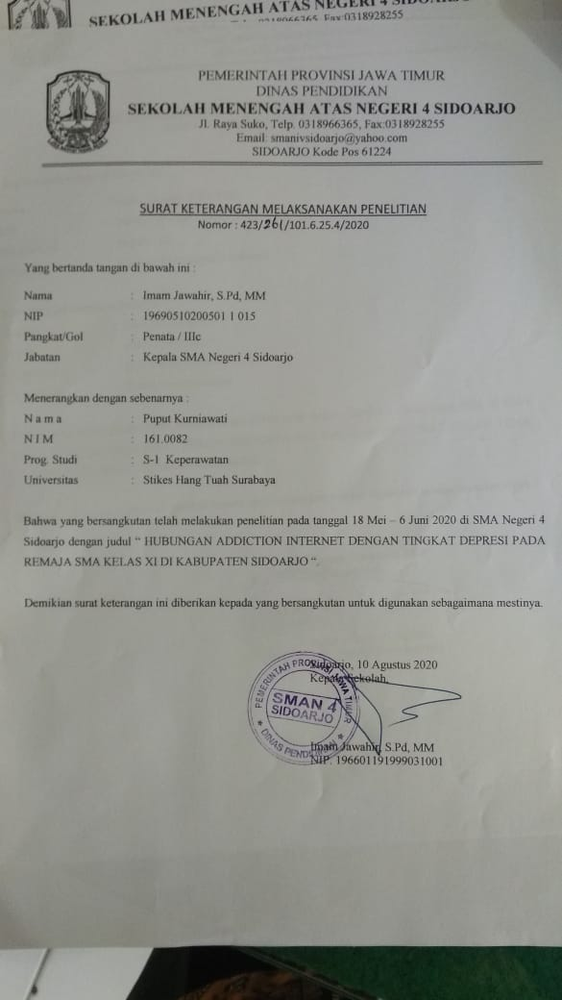 SEKOLAH MENENGAH ATAS NEGERI 4
Fax:0318928255
PEMERINTAH PROVINSI JAWA TIMUR
DINAS PENDIDIKAN
SEKOLAH MENENGAH ATAS NEGERI 4 SIDOARJO
Jl. Raya Suko, Telp. 0318966365, Fax:0318928255
Email: smanivsidoarjo@yahoo.com
SIDOARJO Kode Pos 61224
SURAT KETERANGAN MELAKSANAKAN PENELITIAN
Nomor : 423/261/101.6.25.4/2020
Yang bertanda tangan di bawah ini :
Nama : Imam Jawahir, S.Pd, MM
NIP : 19690510200501 1 015
Pangkat/Gol : Penata / IIIc
Jabatan : Kepala SMA Negeri 4 Sidoarjo
Menerangkan dengan sebenarnya :
N a m a : Puput Kurniawati
N I M : 161.0082
Prog. Studi : S-1 Keperawatan
Universitas : Stikes Hang Tuah Surabaya
Bahwa yang bersangkutan telah melakukan penelitian pada tanggal 18 Mei – 6 Juni 2020 di SMA Negeri 4
Sidoarjo dengan judul “ HUBUNGAN ADDICTION INTERNET DENGAN TINGKAT DEPRESI PADA
REMAJA SMA KELAS XI DI KABUPATEN SIDOARJO “.
Demikian surat keterangan ini diberikan kepada yang bersangkutan untuk digunakan sebagaimana mestinya.
Sidoarjo, 10 Agustus 2020
Kepala Sekolah,
PEMERINTAH PROVINSI JAWA TIMUR
SMAN 4
SIDOARJO
DINAS PENDIDIKAN
Imam Jawahir, S.Pd, MM
NIP. 196601191999031001